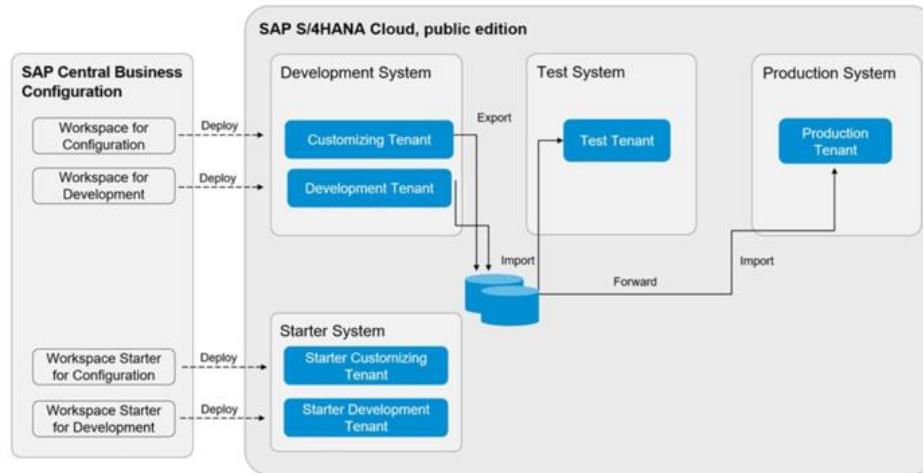 SAP S/4HANA Cloud, public edition
SAP Central Business
Configuration
Workspace for
Configuration
Workspace for
Development
Workspace Starter
for Configuration
Workspace Starter
for Development
Deploy
Deploy
Deploy
Deploy
Development System
Customizing Tenant
Development Tenant
Export
Test System
Test Tenant
Production System
Production
Tenant
Import
Forward
Import
Starter System
Starter Customizing
Tenant
Starter Development
Tenant